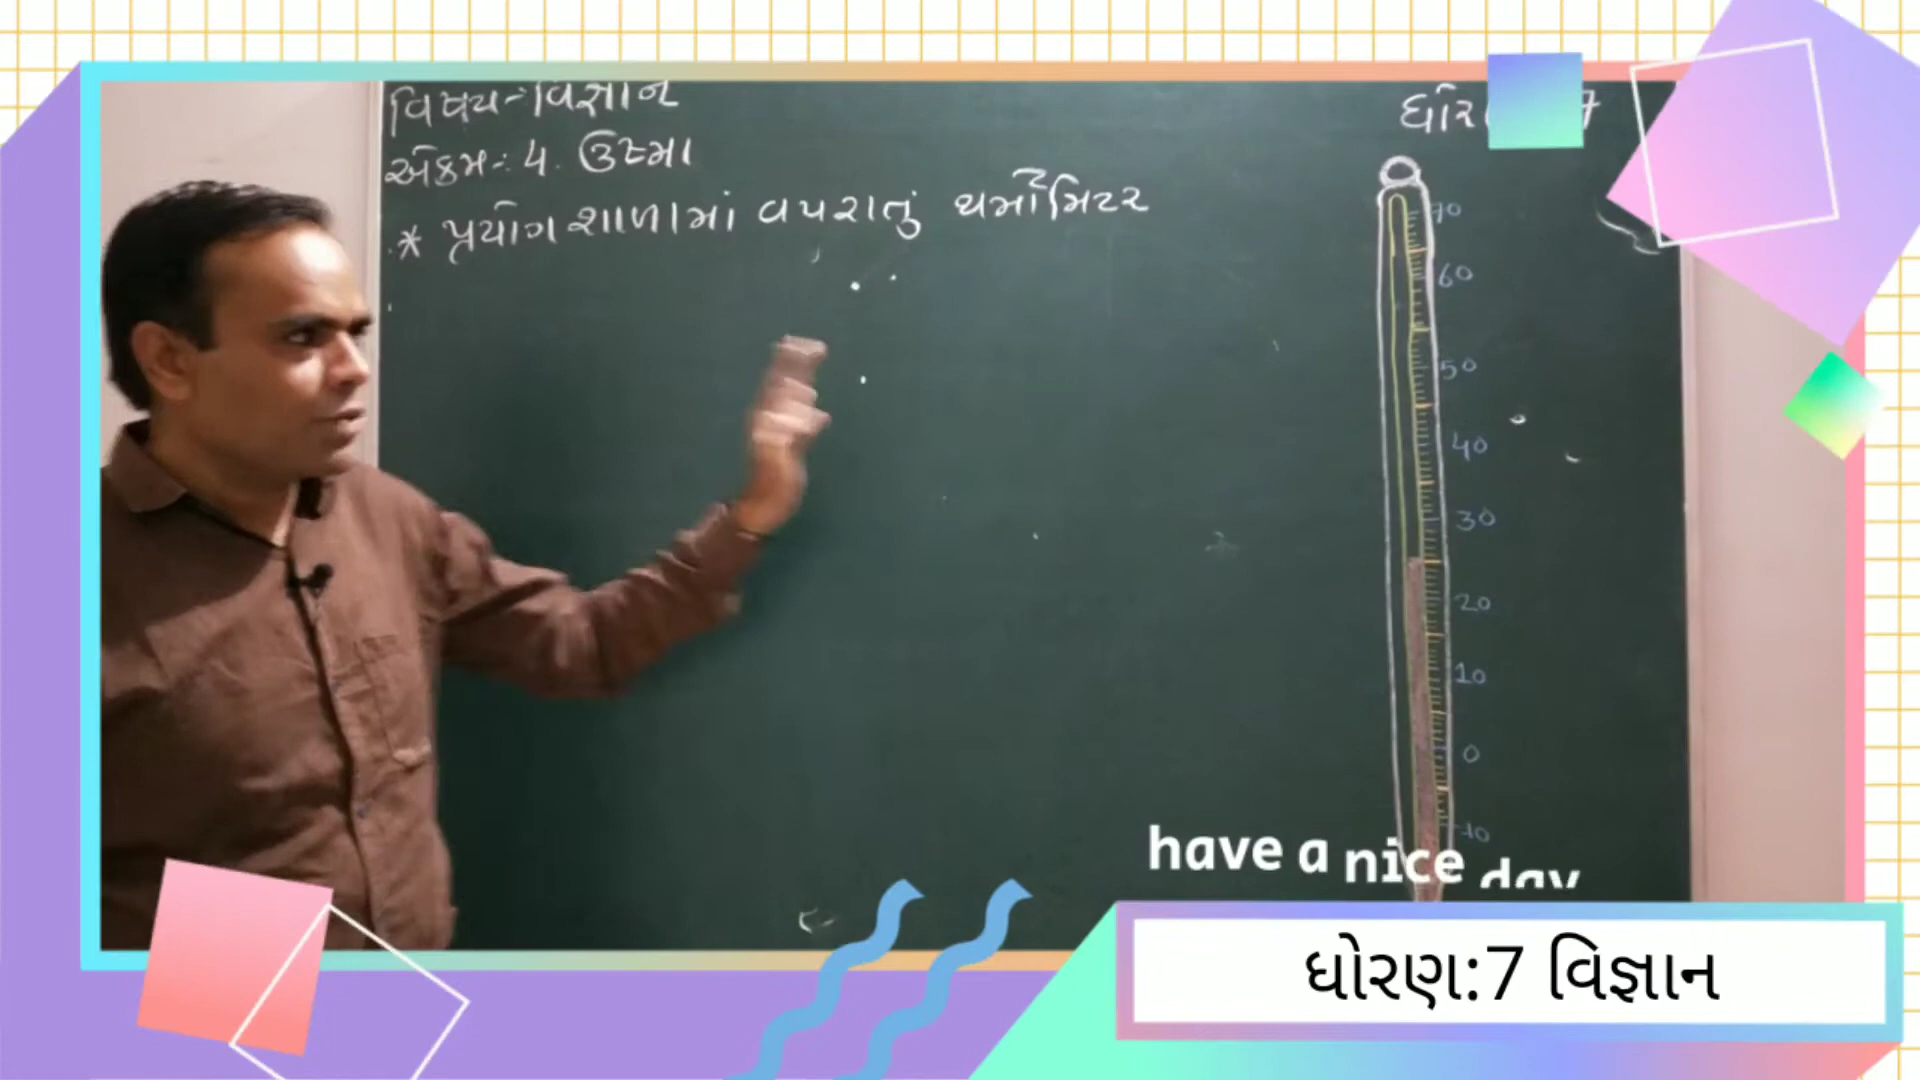 વિષય:- વિજ્ઞાન
એકમ:- 4. ઉષ્મા
* પ્રયોગશાળામાં વપરાતું થર્મોમિટર
70
60
50
40
30
20
10
0
-10
have a nice day
ધોરણ:7 વિજ્ઞાન